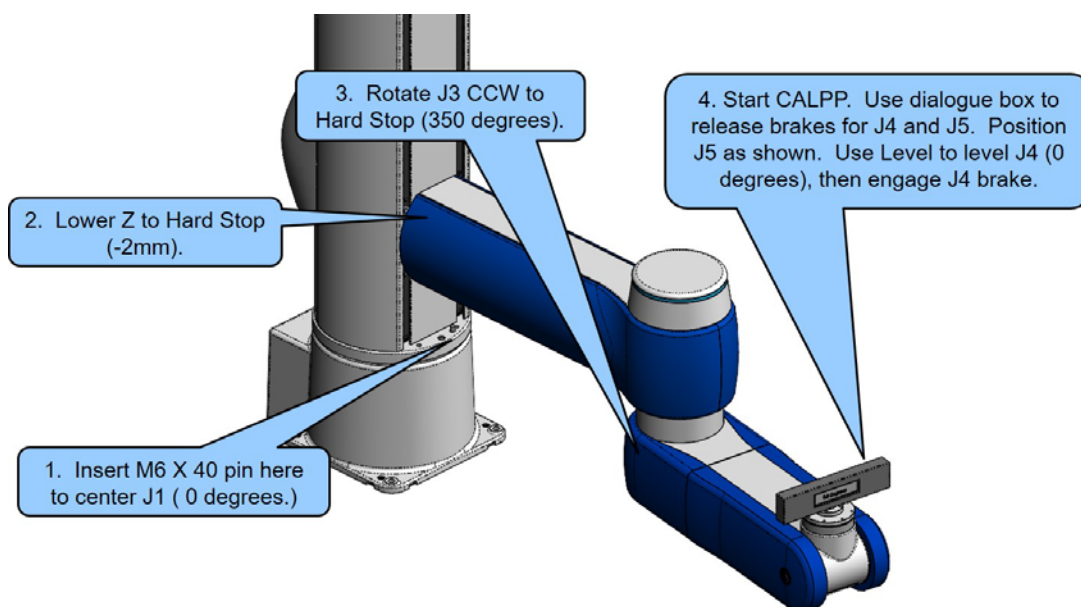 3. Rotate J3 CCW to
Hard Stop (350 degrees).
4. Start CALPP. Use dialogue box to
release brakes for J4 and J5. Position
J5 as shown. Use Level to level J4 (0
degrees), then engage J4 brake.
2. Lower Z to Hard Stop
(-2mm).
1. Insert M6 X 40 pin here
to center J1 ( 0 degrees.)